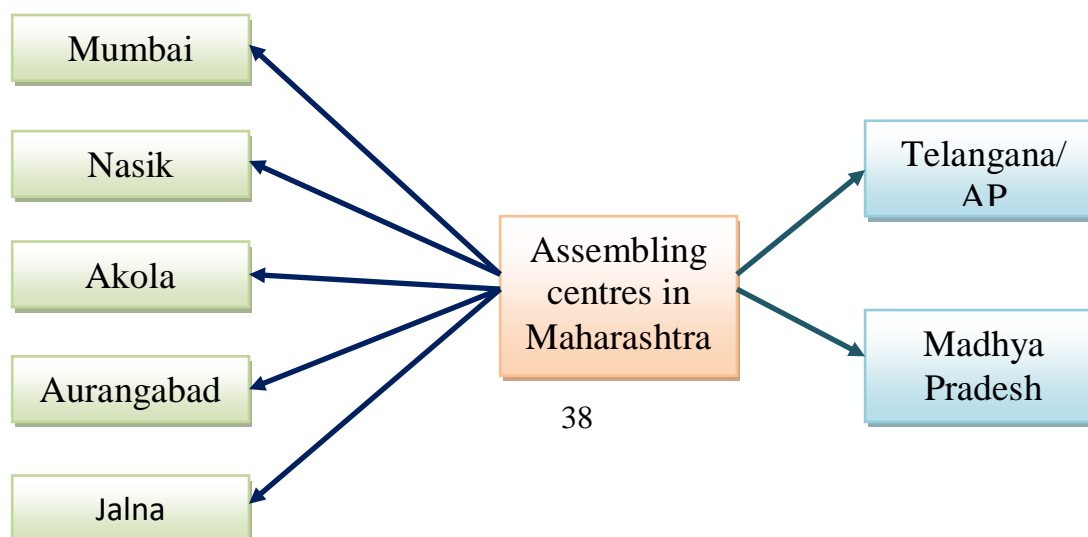 Mumbai
Nasik
Akola
Aurangabad
Jalna
Assembling
centres in
Maharashtra
Telangana/
AP
Madhya
Pradesh
38